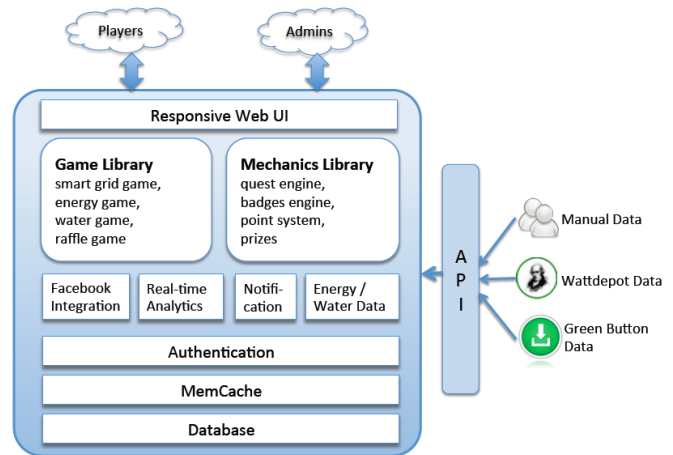 Players
Admins
Responsive Web UI
Game Library
smart grid game,
energy game,
water game,
raffle game
Mechanics Library
quest engine,
badges engine,
point system,
prizes
Facebook
Integration
Real-time
Analytics
Notifi-
cation
Energy /
Water Data
Authentication
MemCache
Database
A
P
I
Manual Data
Wattdepot Data
Green Button
Data